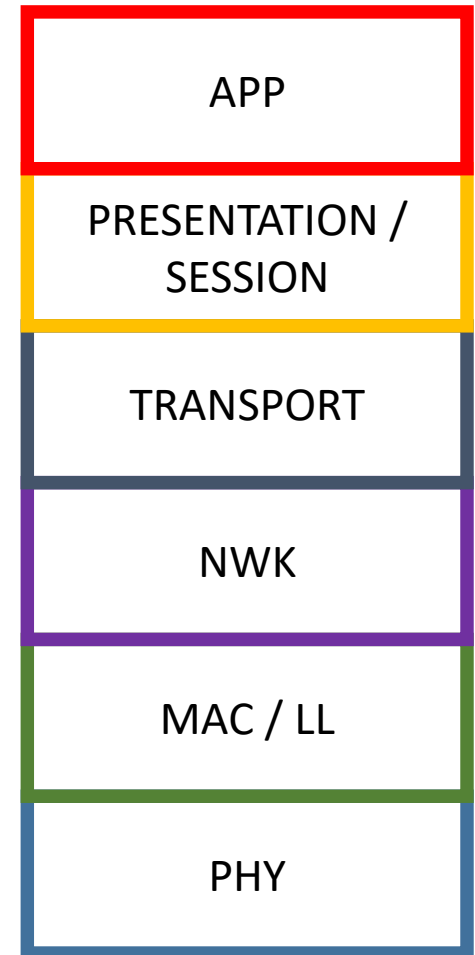 APP
PRESENTATION /
SESSION
TRANSPORT
NWK
MAC / LL
PHY